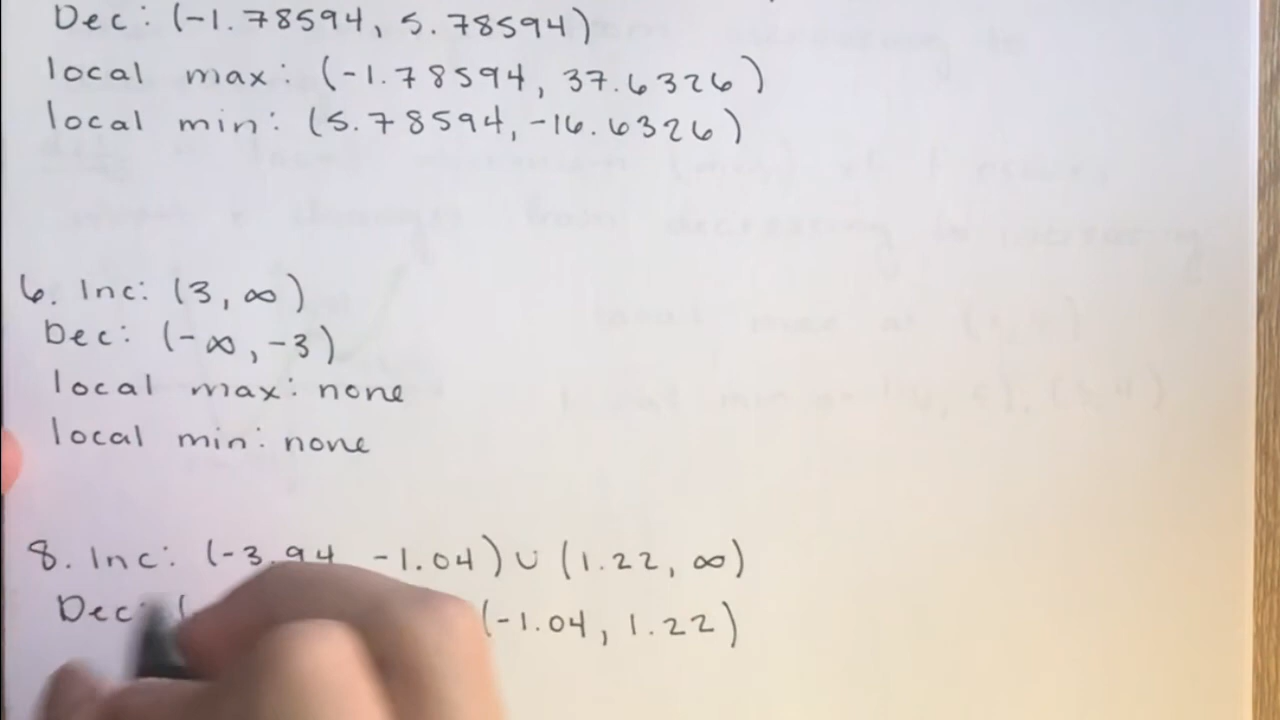 Dec: (-1.78594, 5.78594)
local max: (-1.78594, 37.6326)
local min: (5.78594, -16.6326)
6. Inc: (3, ∞)
Dec: (-∞, -3)
local max: none
local min: none
8. Inc: (-3.94 -1.04) ∪ (1.22, ∞)
Dec: ( (-1.04, 1.22)